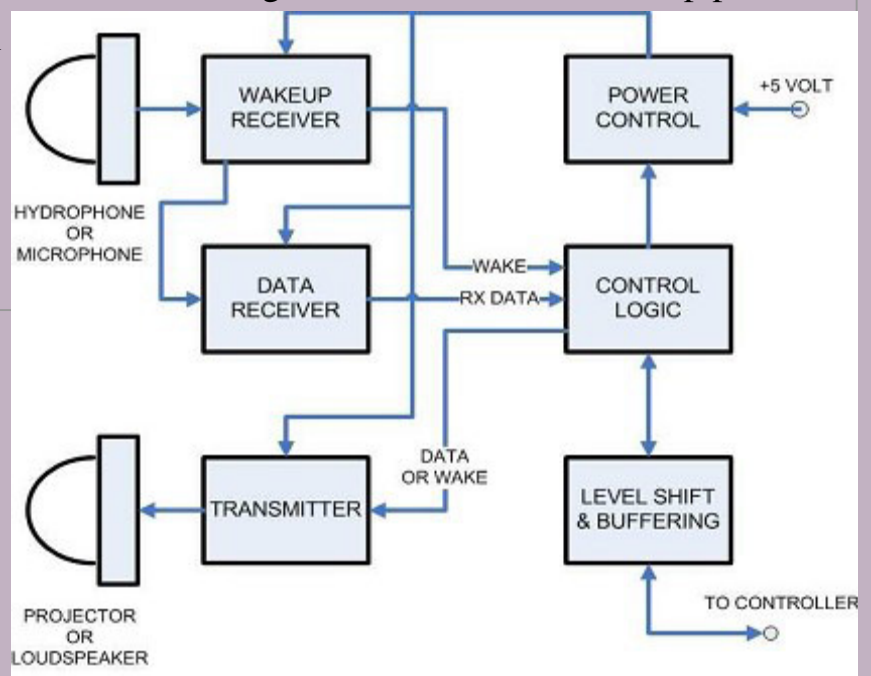 WAKEUP
RECEIVER
POWER
CONTROL
+5 VOLT
HYDROPHONE
OR
MICROPHONE
DATA
RECEIVER
WAKE
RX DATA
CONTROL
LOGIC
DATA
OR WAKE
TRANSMITTER
LEVEL SHIFT
& BUFFERING
TO CONTROLLER
PROJECTOR
OR
LOUDSPEAKER